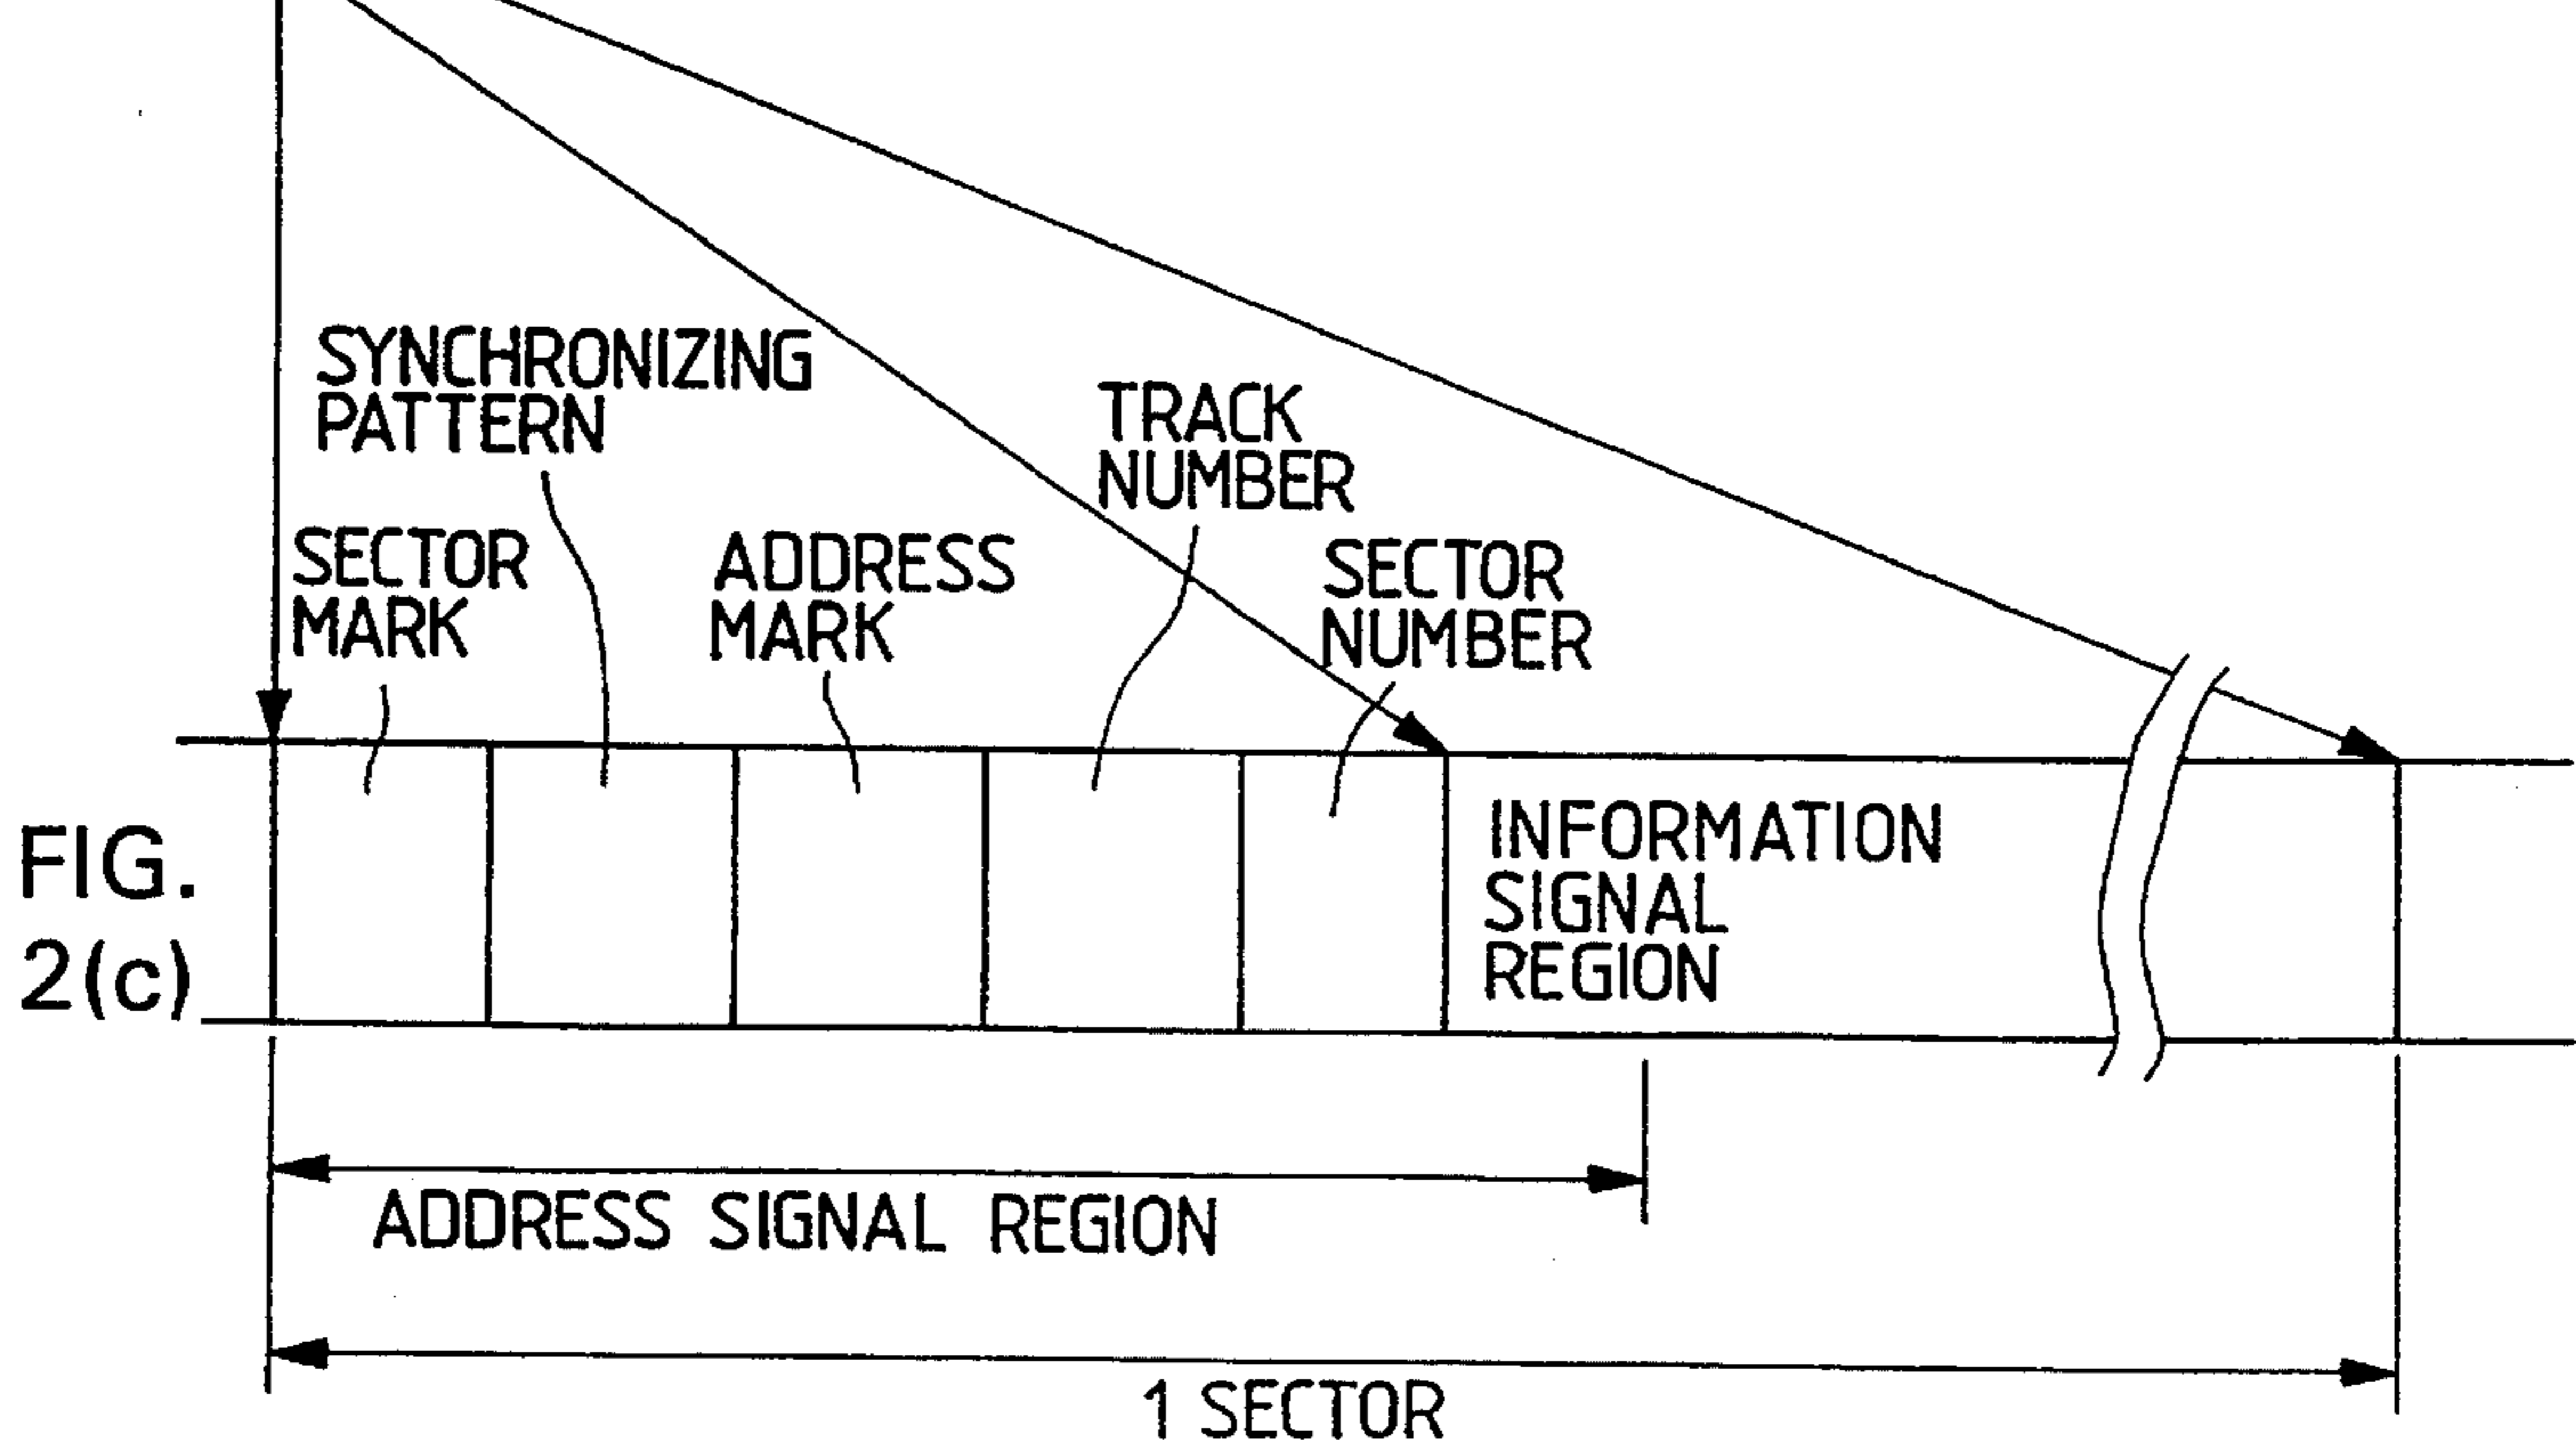 SYNCHRONIZING
PATTERN
TRACK
NUMBER
SECTOR
MARK
ADDRESS
MARK
SECTOR
NUMBER
FIG.
2(c)
INFORMATION
SIGNAL
REGION
ADDRESS SIGNAL REGION
1 SECTOR